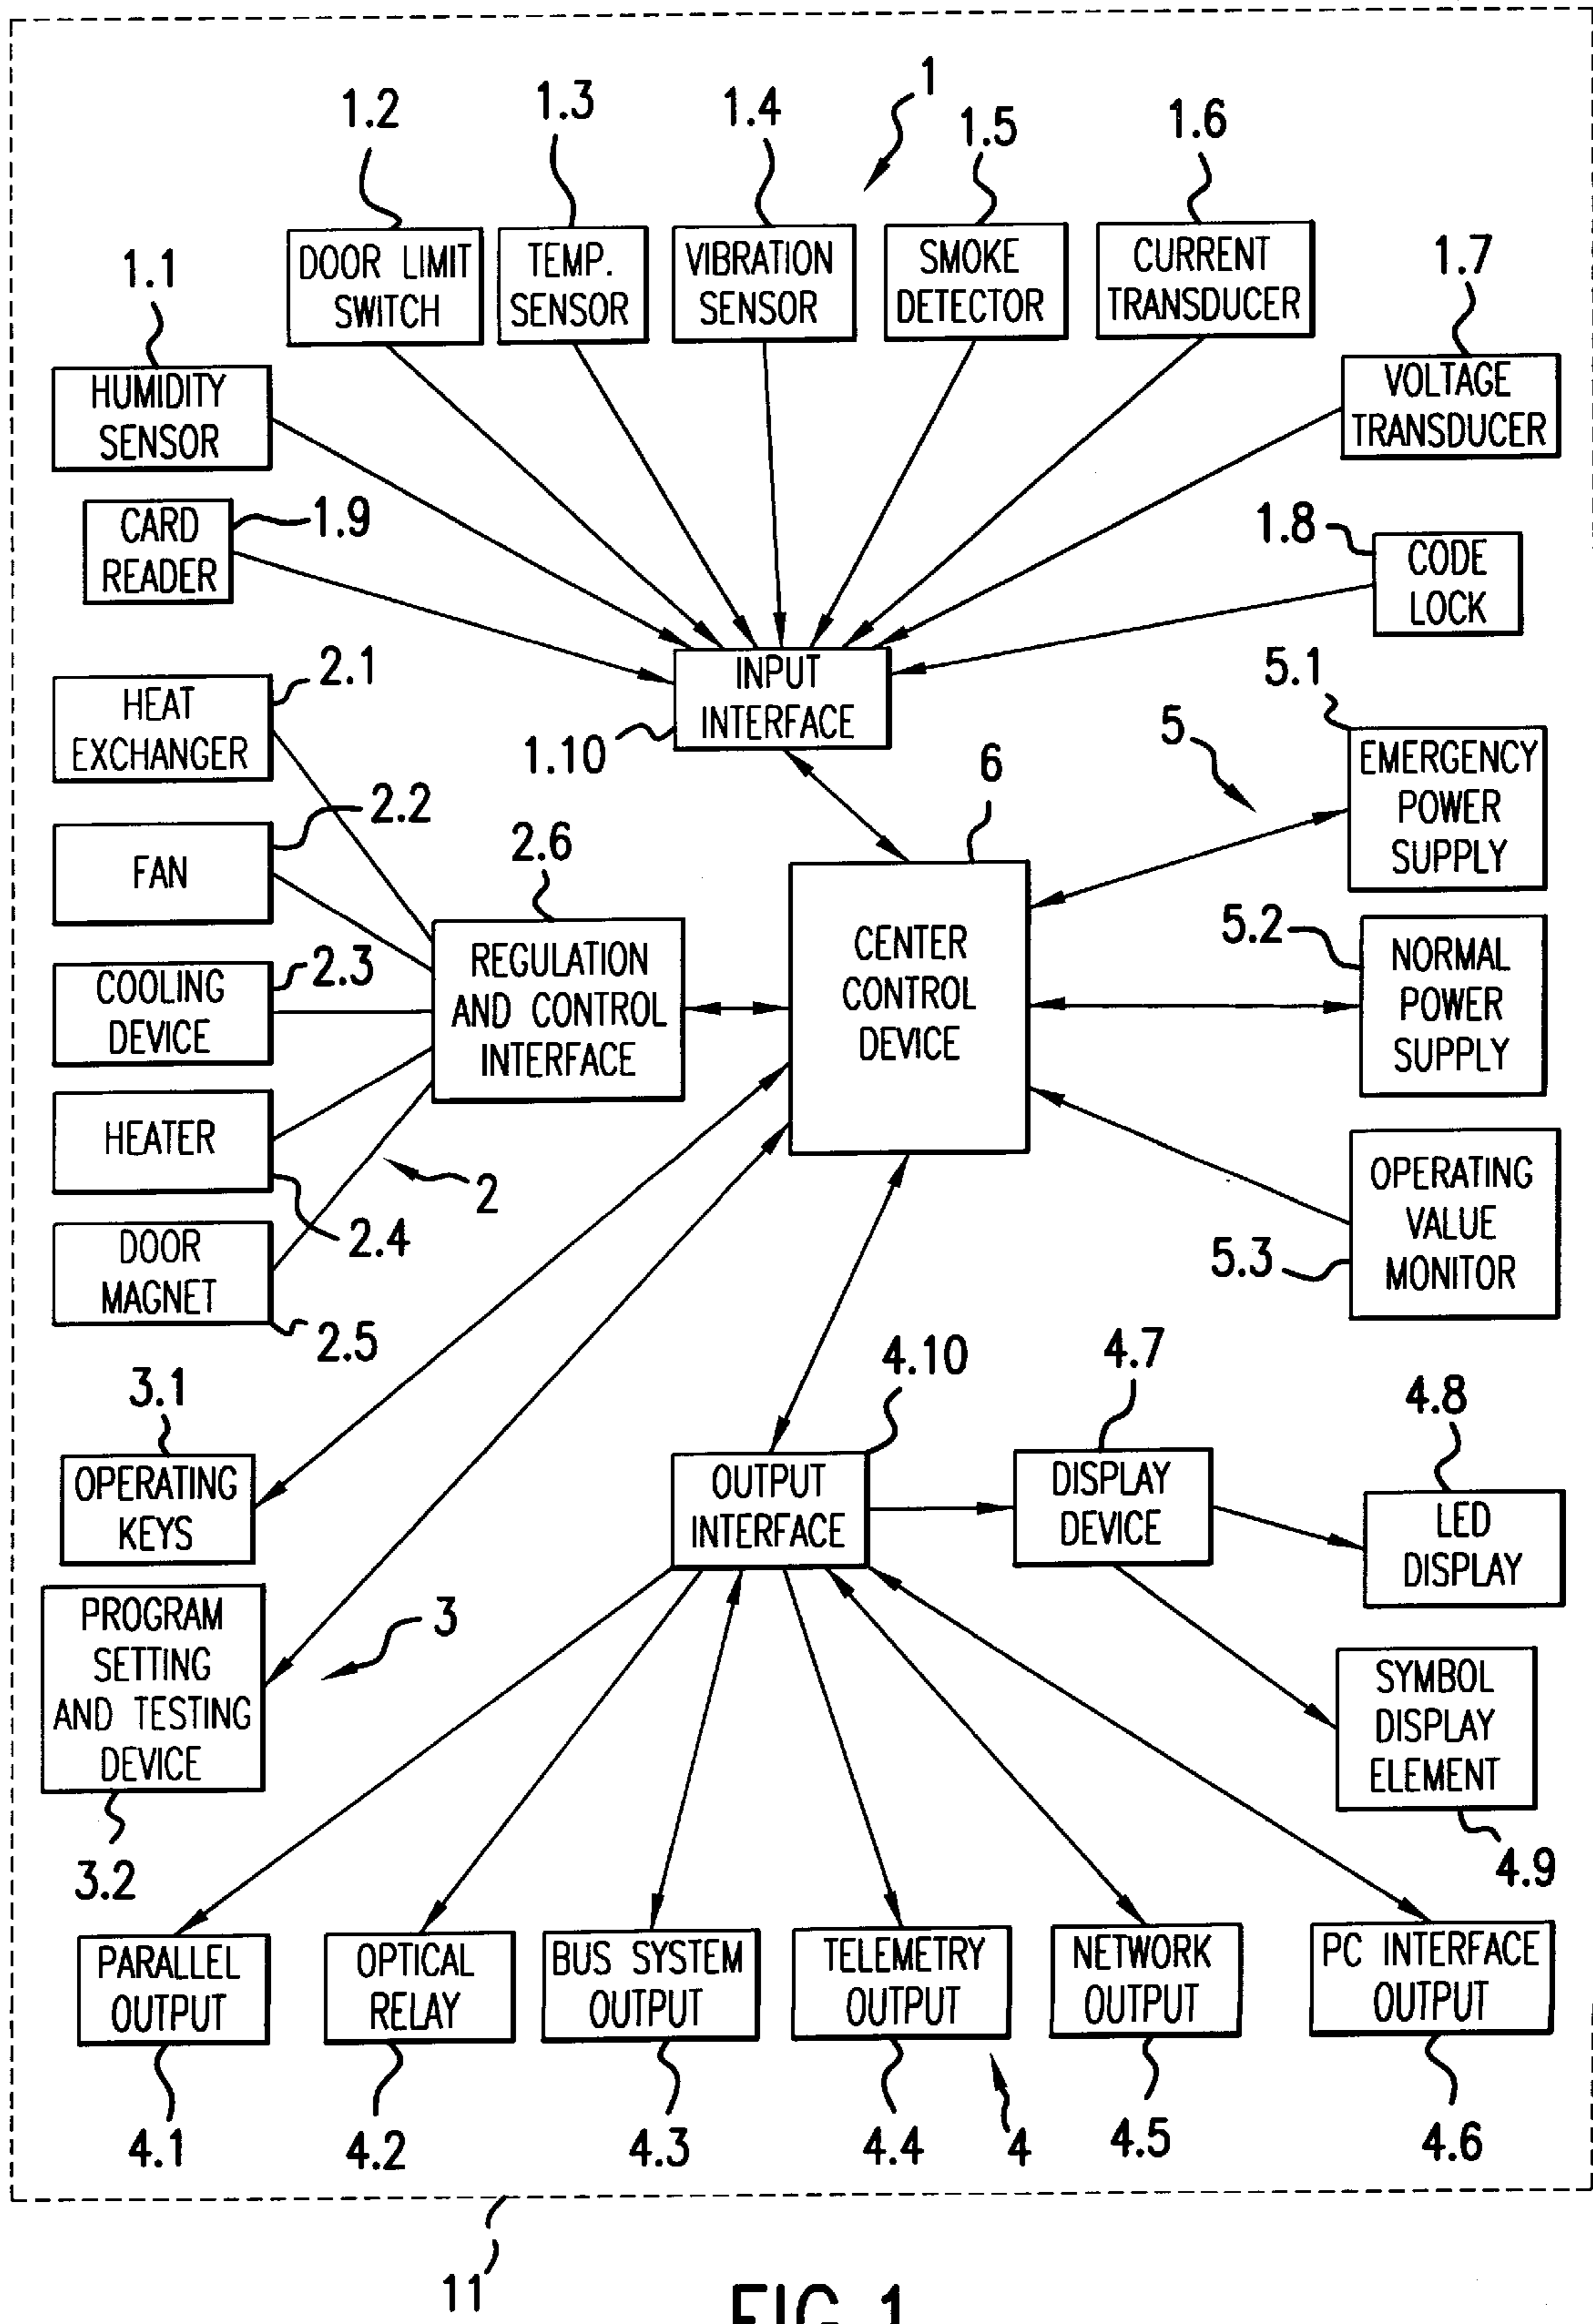 1
1.2
1.3
1.4
1.5
1.6
1.1
1.7
DOOR LIMIT
SWITCH
TEMP.
SENSOR
VIBRATION
SENSOR
SMOKE
DETECTOR
CURRENT
TRANSDUCER
HUMIDITY
SENSOR
VOLTAGE
TRANSDUCER
CARD
READER
1.9
1.8
CODE
LOCK
INPUT
INTERFACE
1.10
HEAT
EXCHANGER
2.1
5
5.1
EMERGENCY
POWER
SUPPLY
6
FAN
2.2
2.6
REGULATION
AND CONTROL
INTERFACE
CENTER
CONTROL
DEVICE
5.2
NORMAL
POWER
SUPPLY
COOLING
DEVICE
2.3
HEATER
2.4
2
OPERATING
VALUE
MONITOR
5.3
DOOR
MAGNET
2.5
3.1
OPERATING
KEYS
4.10
4.7
4.8
OUTPUT
INTERFACE
DISPLAY
DEVICE
LED
DISPLAY
PROGRAM
SETTING
AND TESTING
DEVICE
3
3.2
SYMBOL
DISPLAY
ELEMENT
4.9
PARALLEL
OUTPUT
OPTICAL
RELAY
BUS SYSTEM
OUTPUT
TELEMETRY
OUTPUT
NETWORK
OUTPUT
PC INTERFACE
OUTPUT
4.1
4.2
4.3
4.4
4
4.5
4.6
11
FIG. 1